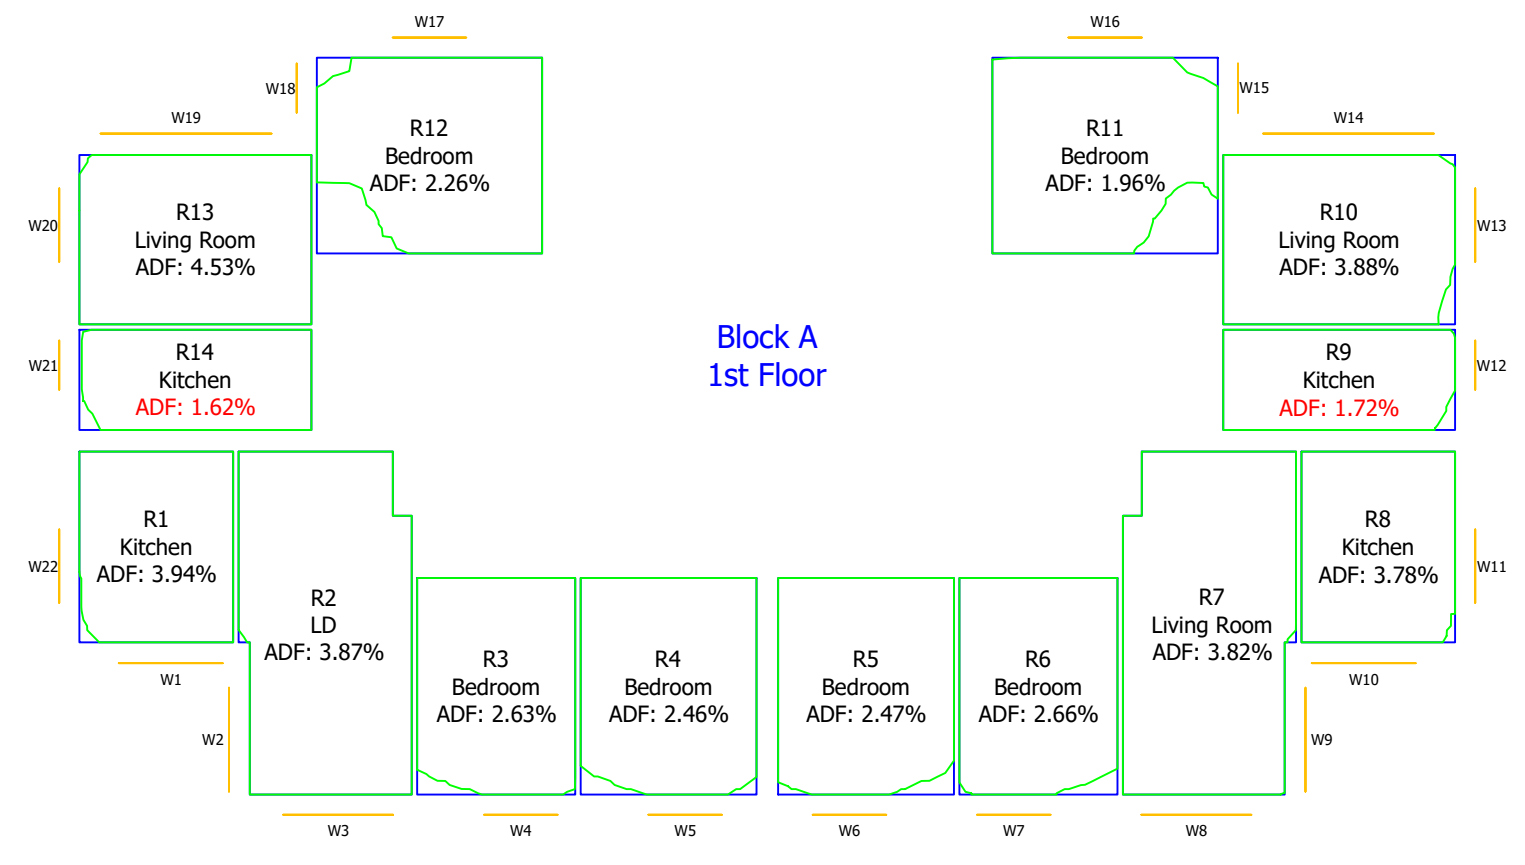 W17
W16
W18
W15
W19
W14
R12
Bedroom
ADF: 2.26%
R11
Bedroom
ADF: 1.96%
W20
R13
Living Room
ADF: 4.53%
R10
Living Room
ADF: 3.88%
W13
Block A
1st Floor
W21
R14
Kitchen
ADF: 1.62%
R9
Kitchen
ADF: 1.72%
W12
W22
R1
Kitchen
ADF: 3.94%
R2
LD
ADF: 3.87%
R3
Bedroom
ADF: 2.63%
R4
Bedroom
ADF: 2.46%
R5
Bedroom
ADF: 2.47%
R6
Bedroom
ADF: 2.66%
R7
Living Room
ADF: 3.82%
R8
Kitchen
ADF: 3.78%
W11
W1
W10
W2
W9
W3
W4
W5
W6
W7
W8